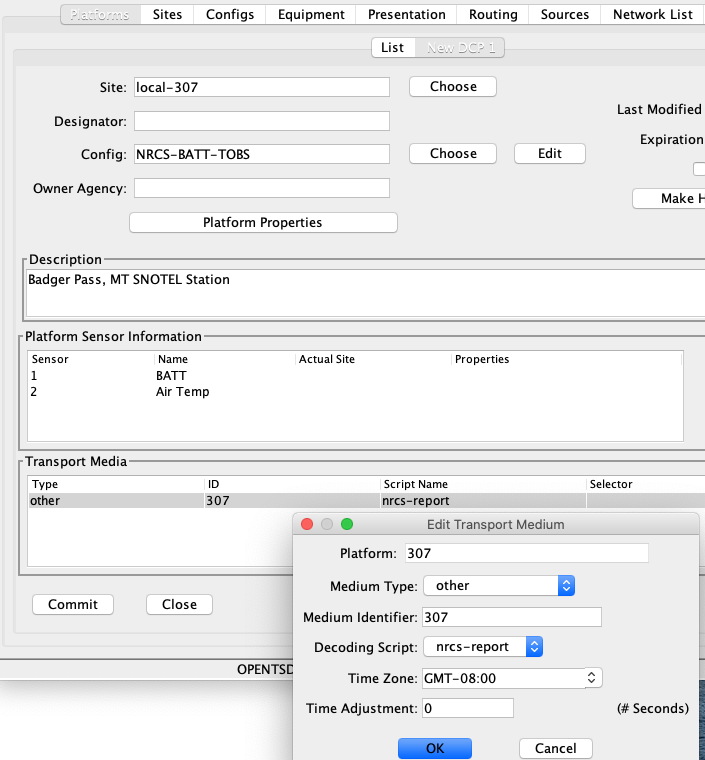 Platforms Sites Configs Equipment Presentation Routing Sources Network List
List New DCP 1
Site: local-307 Choose
Last Modified
Designator:
Expiration
Config: NRCS-BATT-TOBS Choose Edit
Owner Agency:
Make H
Platform Properties
Description
Badger Pass, MT SNOTEL Station
Platform Sensor Information
Sensor Name Actual Site Properties
1 BATT
2 Air Temp
Transport Media
Type ID Script Name Selector
other 307 nrcs-report
Edit Transport Medium
Platform: 307
Medium Type: other
Commit Close
Medium Identifier: 307
Decoding Script: nrcs-report
OPENTSD
Time Zone: GMT-08:00
Time Adjustment: 0 (# Seconds)
OK Cancel